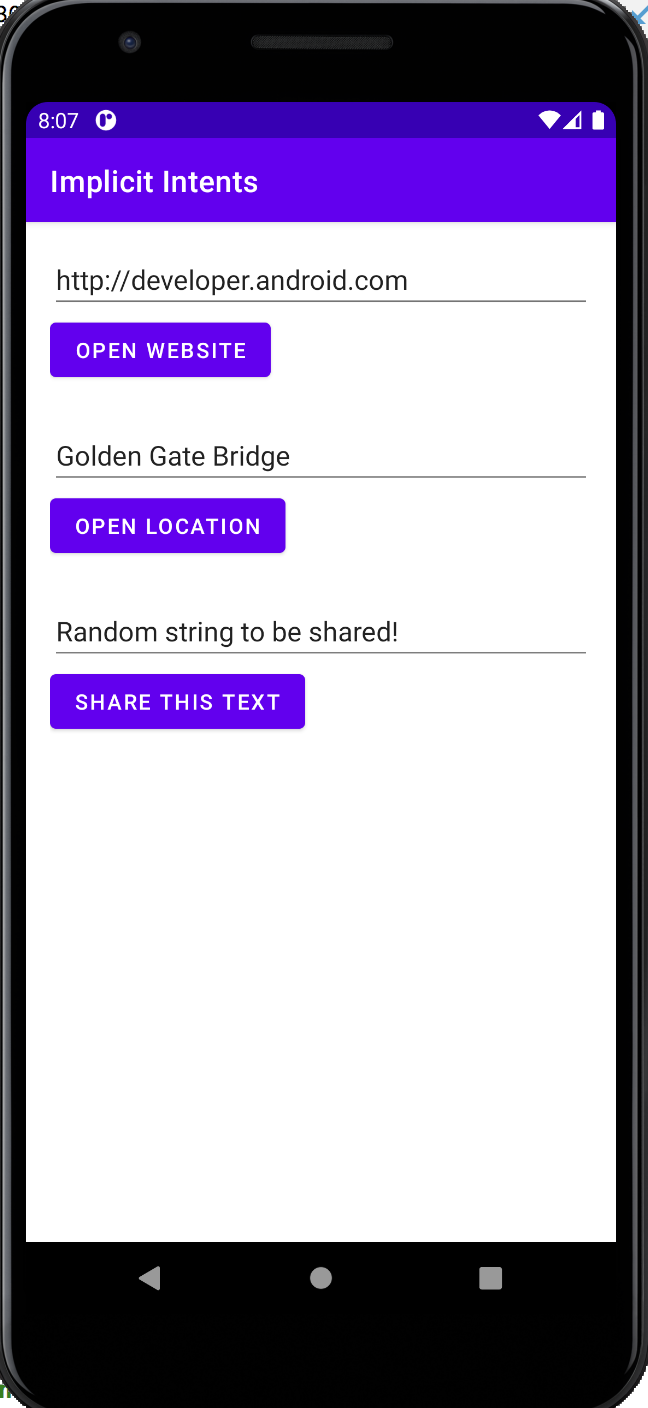 8:07
Implicit Intents
http://developer.android.com
OPEN WEBSITE
Golden Gate Bridge
OPEN LOCATION
Random string to be shared!
SHARE THIS TEXT